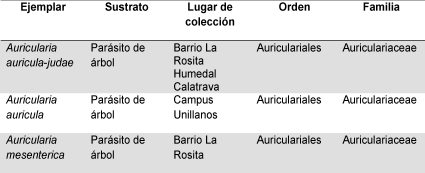 Ejemplar Sustrato Lugar de colección Orden Familia
Auricularia auricula-judae Parásito de árbol Barrio La Rosita Humedal Calatrava Auriculariales Auriculariaceae
Auricularia auricula Parásito de árbol Campus Unillanos Auriculariales Auriculariaceae
Auricularia mesenterica Parásito de árbol Barrio La Rosita Auriculariales Auriculariaceae